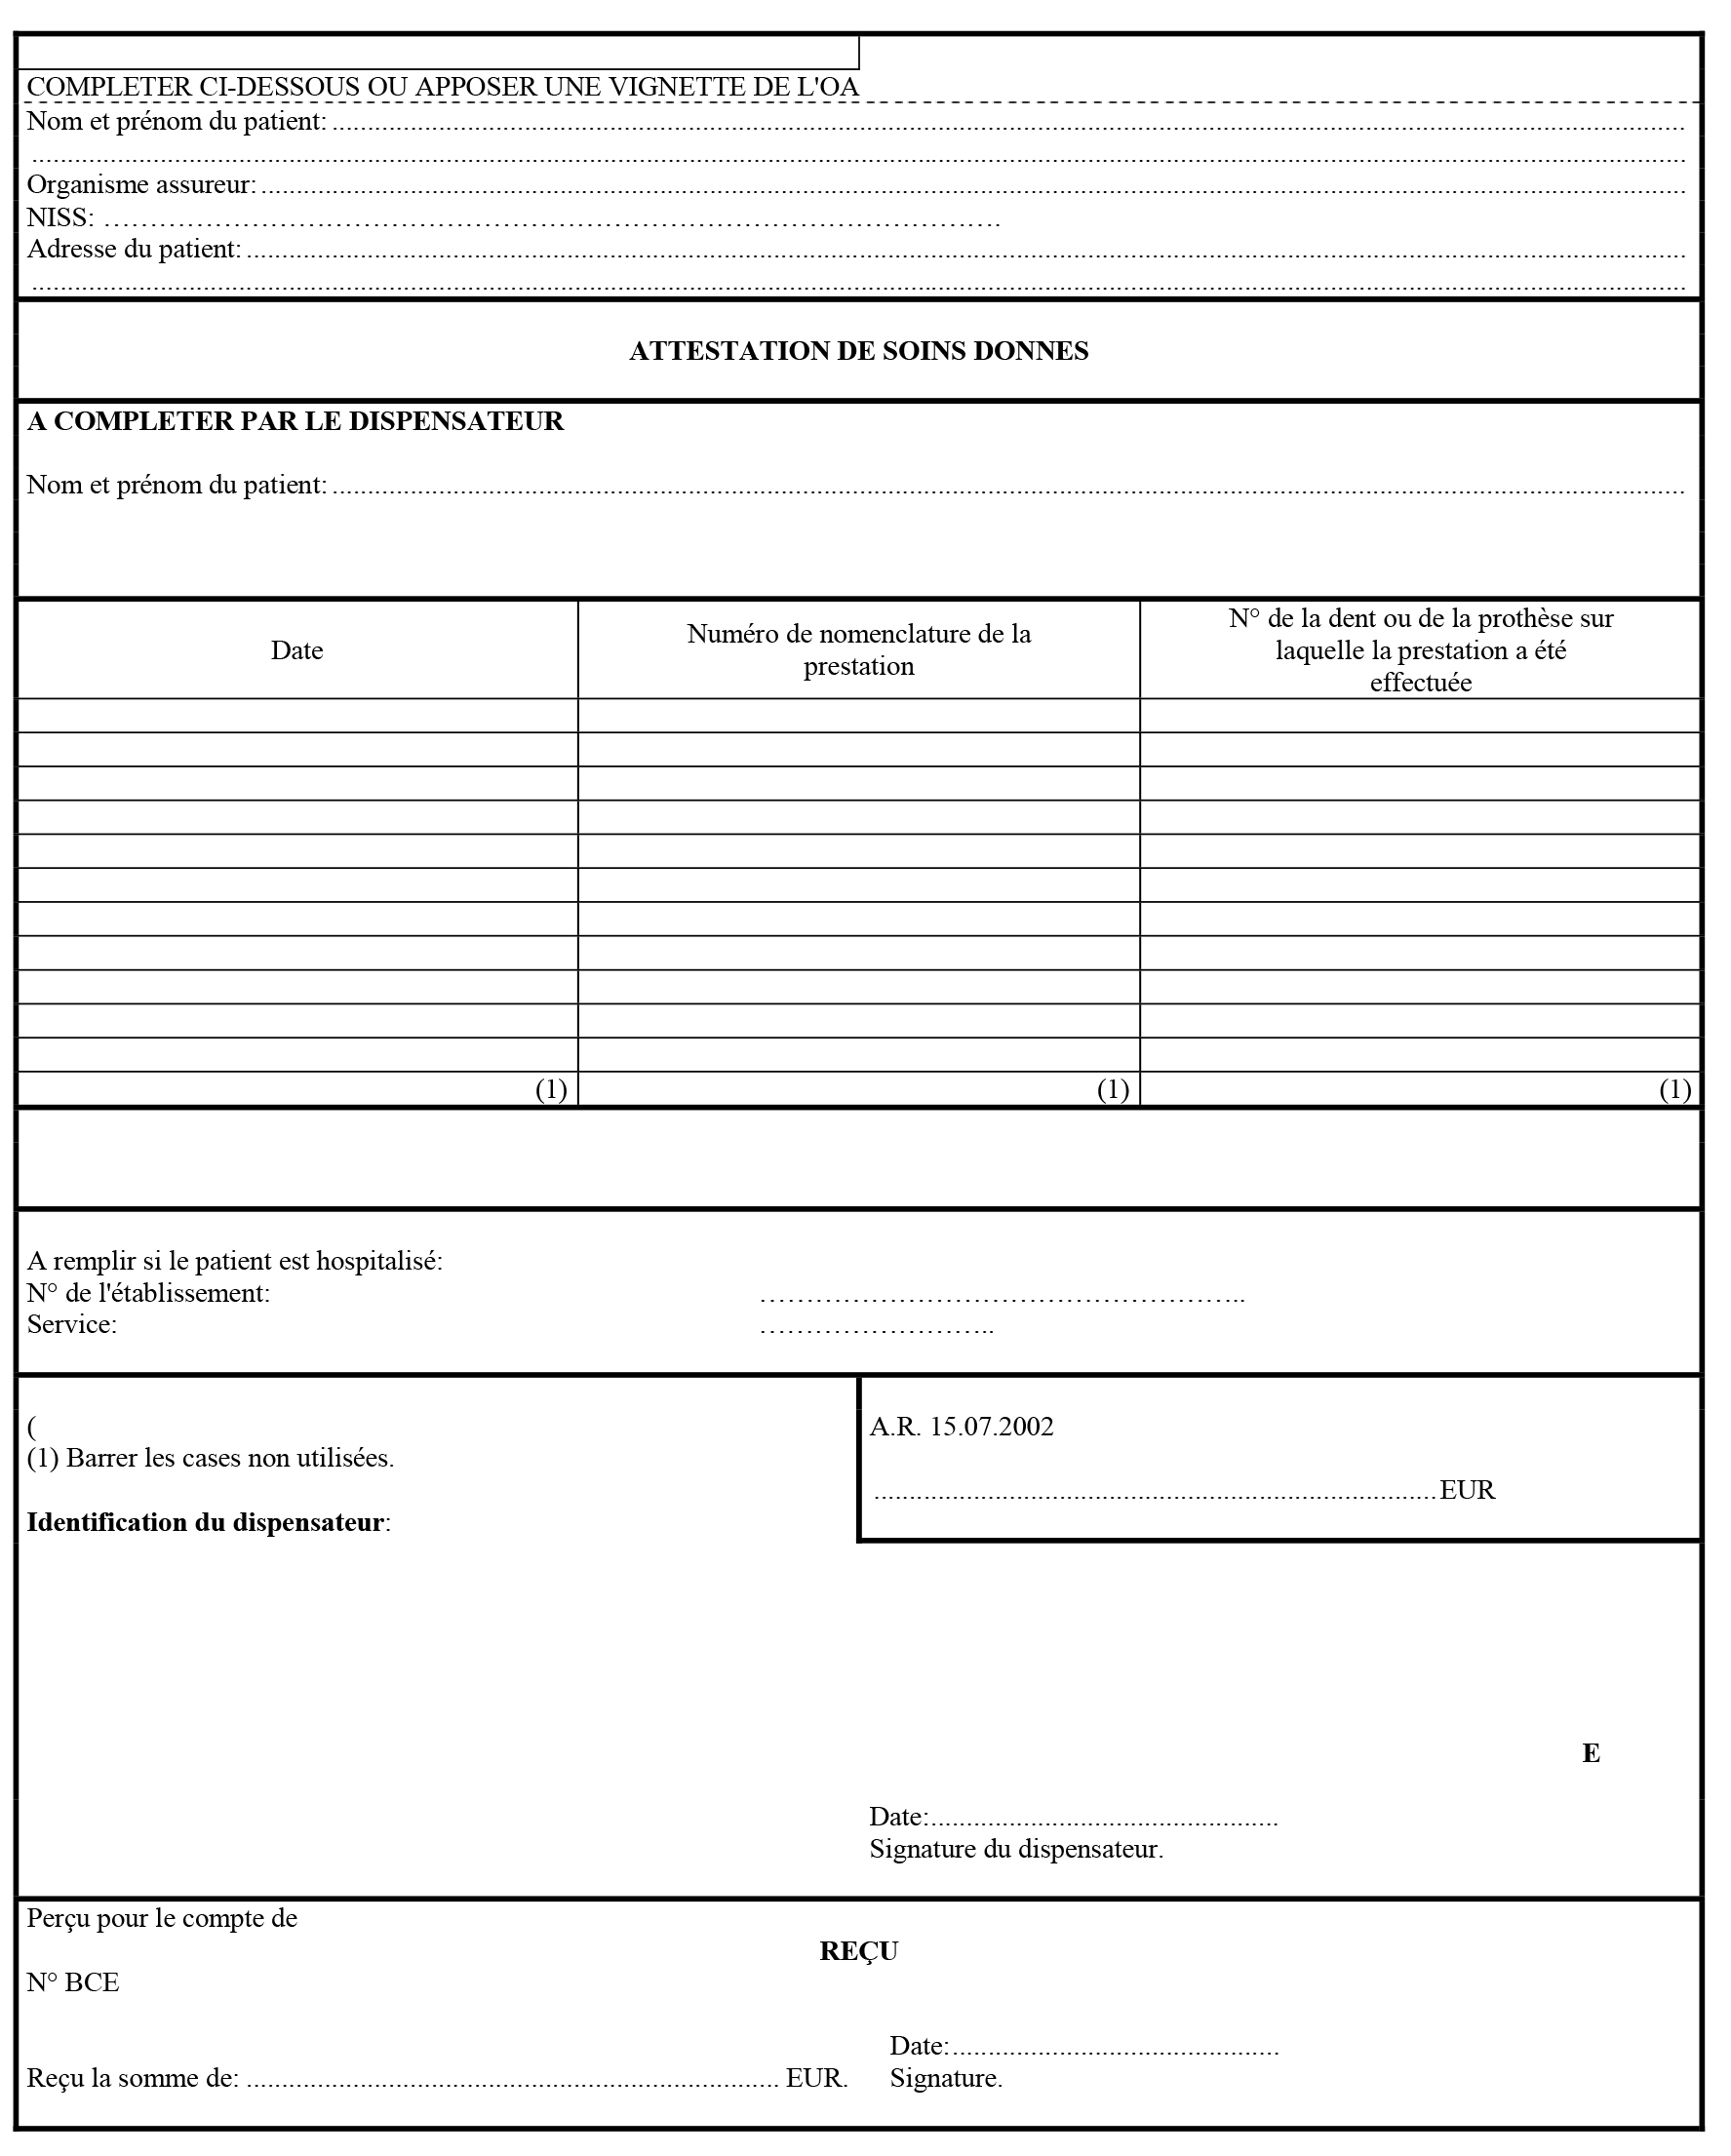 COMPLETER CI-DESSOUS OU APPOSER UNE VIGNETTE DE L'OA
Nom et prénom du patient: ..........
..........
Organisme assureur: ..........
NISS: ..........
Adresse du patient: ..........
..........
ATTESTATION DE SOINS DONNES
A COMPLETER PAR LE DISPENSATEUR
Nom et prénom du patient: ..........
Date
Numéro de nomenclature de la
prestation
N° de la dent ou de la prothèse sur
laquelle la prestation a été
effectuée
(1) (1) (1)
A remplir si le patient est hospitalisé:
N° de l'établissement: ..........
Service: ..........
(
(1) Barrer les cases non utilisées.
Identification du dispensateur:
A.R. 15.07.2002
..........EUR
E
Date:..........
Signature du dispensateur.
Perçu pour le compte de
REÇU
N° BCE
Date:..........
Reçu la somme de: .......... EUR. Signature.